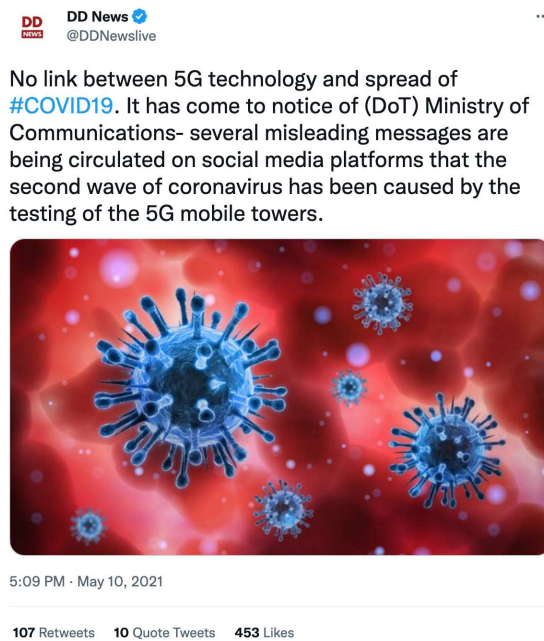 DD
NEWS
DD News
@DDNewslive
No link between 5G technology and spread of
#COVID19. It has come to notice of (DoT) Ministry of
Communications- several misleading messages are
being circulated on social media platforms that the
second wave of coronavirus has been caused by the
testing of the 5G mobile towers.
5:09 PM · May 10, 2021
107 Retweets 10 Quote Tweets 453 Likes